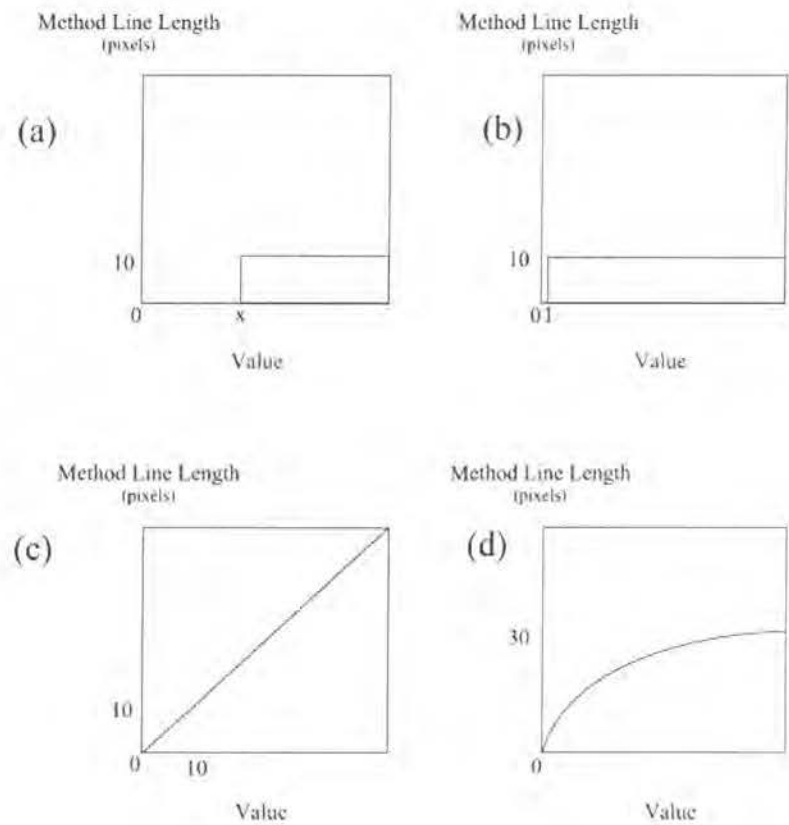 Method Line Length
(pixels)
(a)
10
0
x
Value
Method Line Length
(pixels)
(b)
10
01
Value
Method Line Length
(pixels)
(c)
10
0
10
Value
Method Line Length
(pixels)
(d)
30
0
Value